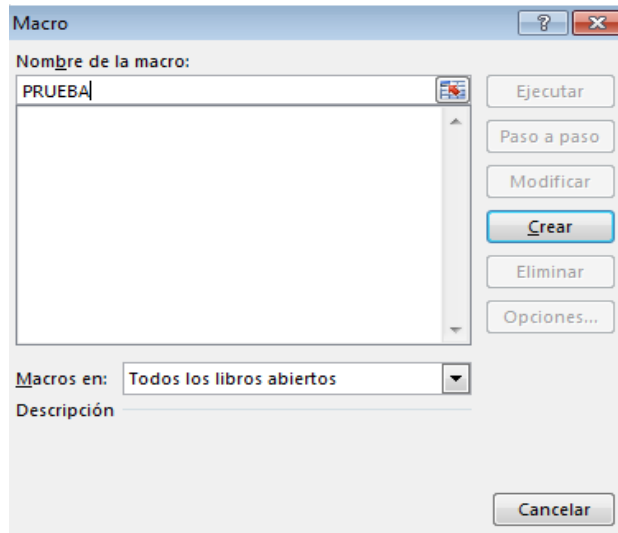 Macro
Nombre de la macro:
PRUEBA
Ejecutar
Paso a paso
Modificar
Crear
Eliminar
Opciones...
Macros en: Todos los libros abiertos
Descripción
Cancelar